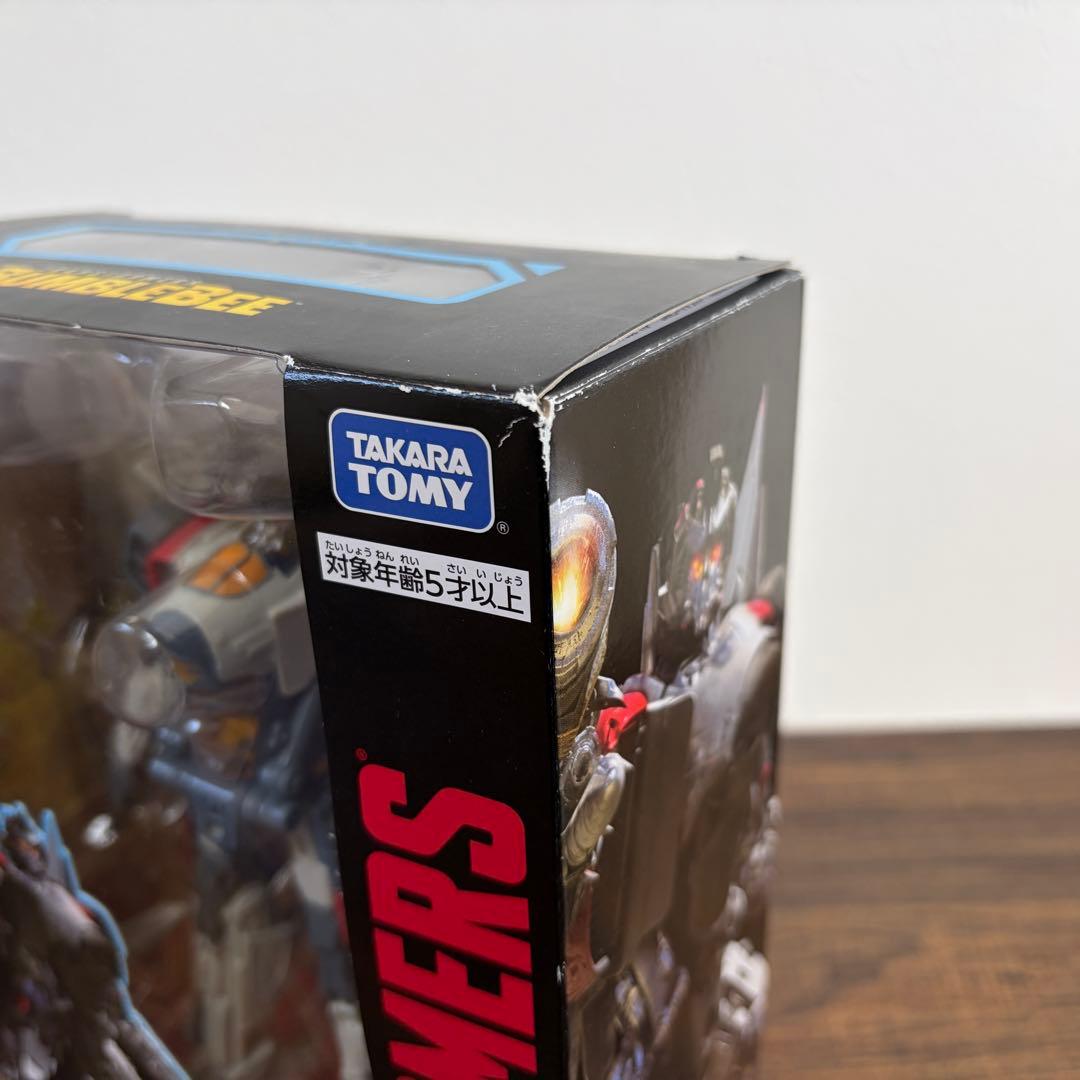 BUMBLEBEE
TAKARA
TOMY
®
たいしょうねんれい さいいじょう
対象年齢5才以上
®
MERS